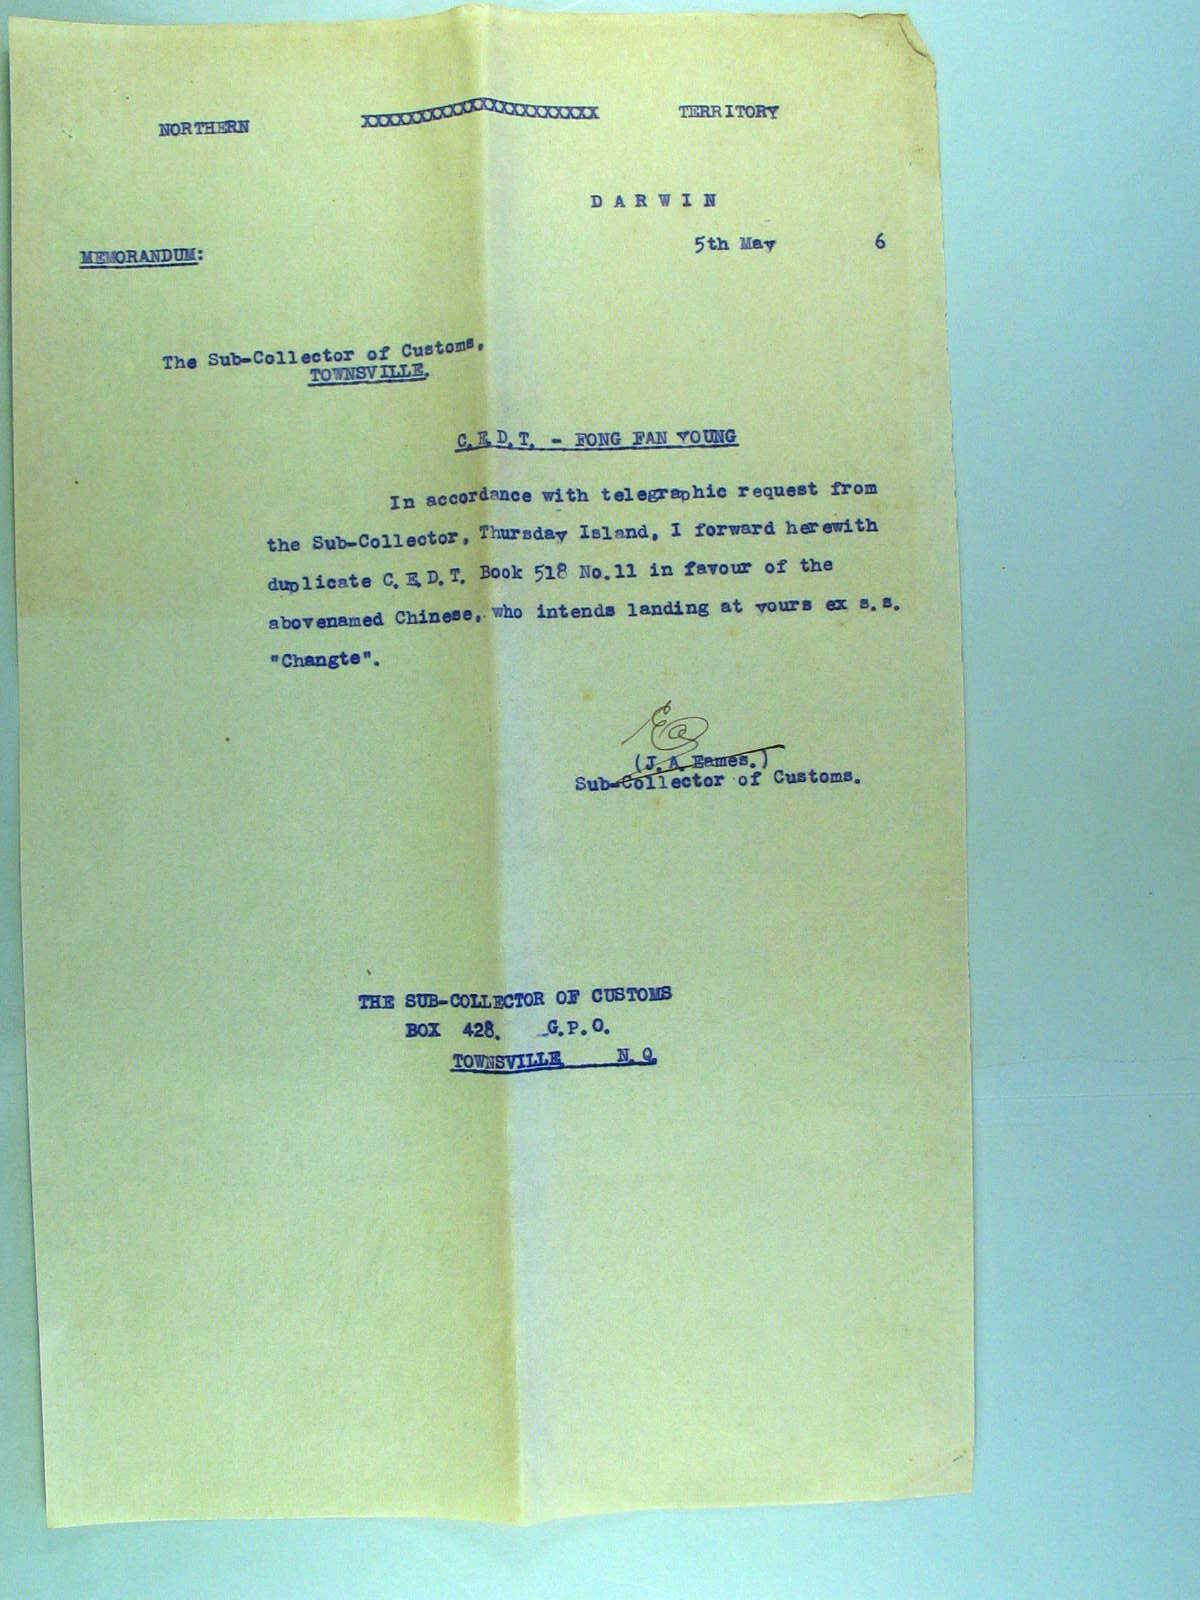 NORTHERN XXXXXXXXXXXXXXXXXXXXXXX TERRITORY
DARWIN
5th May 6
MEMORANDUM:
The Sub-Collector of Customs.
TOWNSVILLE.
C.E.D.T. - FONG FAN YOUNG
In accordance with telegraphic request from
the Sub-Collector, Thursday Island, I forward herewith
duplicate C.E.D.T. Book 518 No.11 in favour of the
abovenamed Chinese, who intends landing at yours ex s.s.
"Changte".
(J.A.Eames.)
Sub-Collector of Customs.
THE SUB-COLLECTOR OF CUSTOMS
BOX 428. G.P.O.
TOWNSVILLE N.Q.